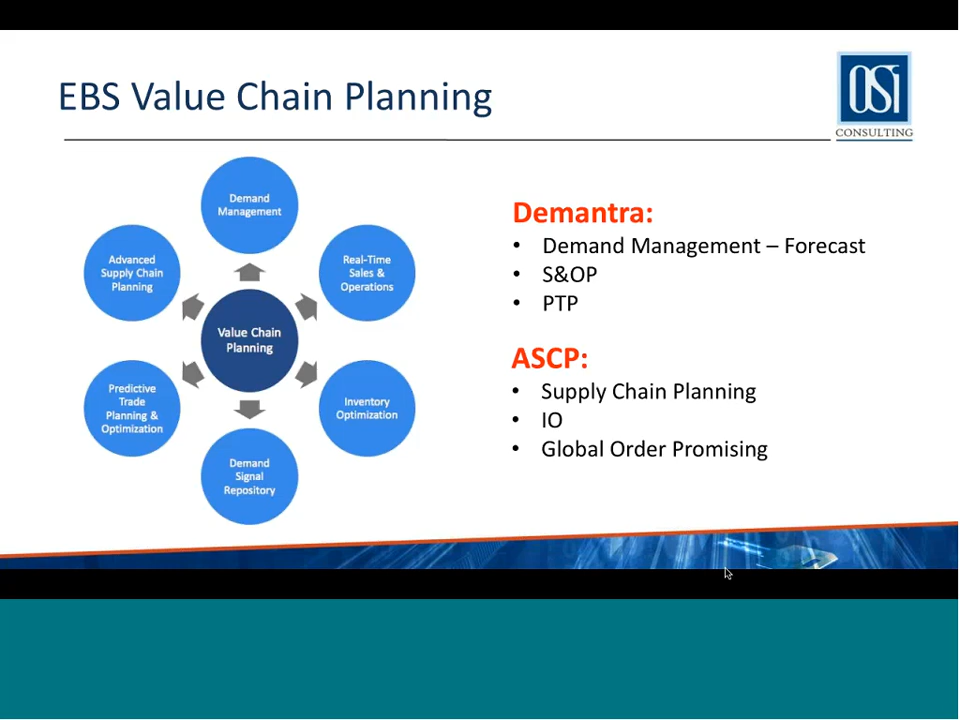 EBS Value Chain Planning
OSi
CONSULTING
Demand
Management
Real-Time
Sales &
Operations
Advanced
Supply Chain
Planning
Value Chain
Planning
Predictive
Trade
Planning &
Optimization
Inventory
Optimization
Demand
Signal
Repository
Demantra:
• Demand Management – Forecast
• S&OP
• PTP
ASCP:
• Supply Chain Planning
• IO
• Global Order Promising